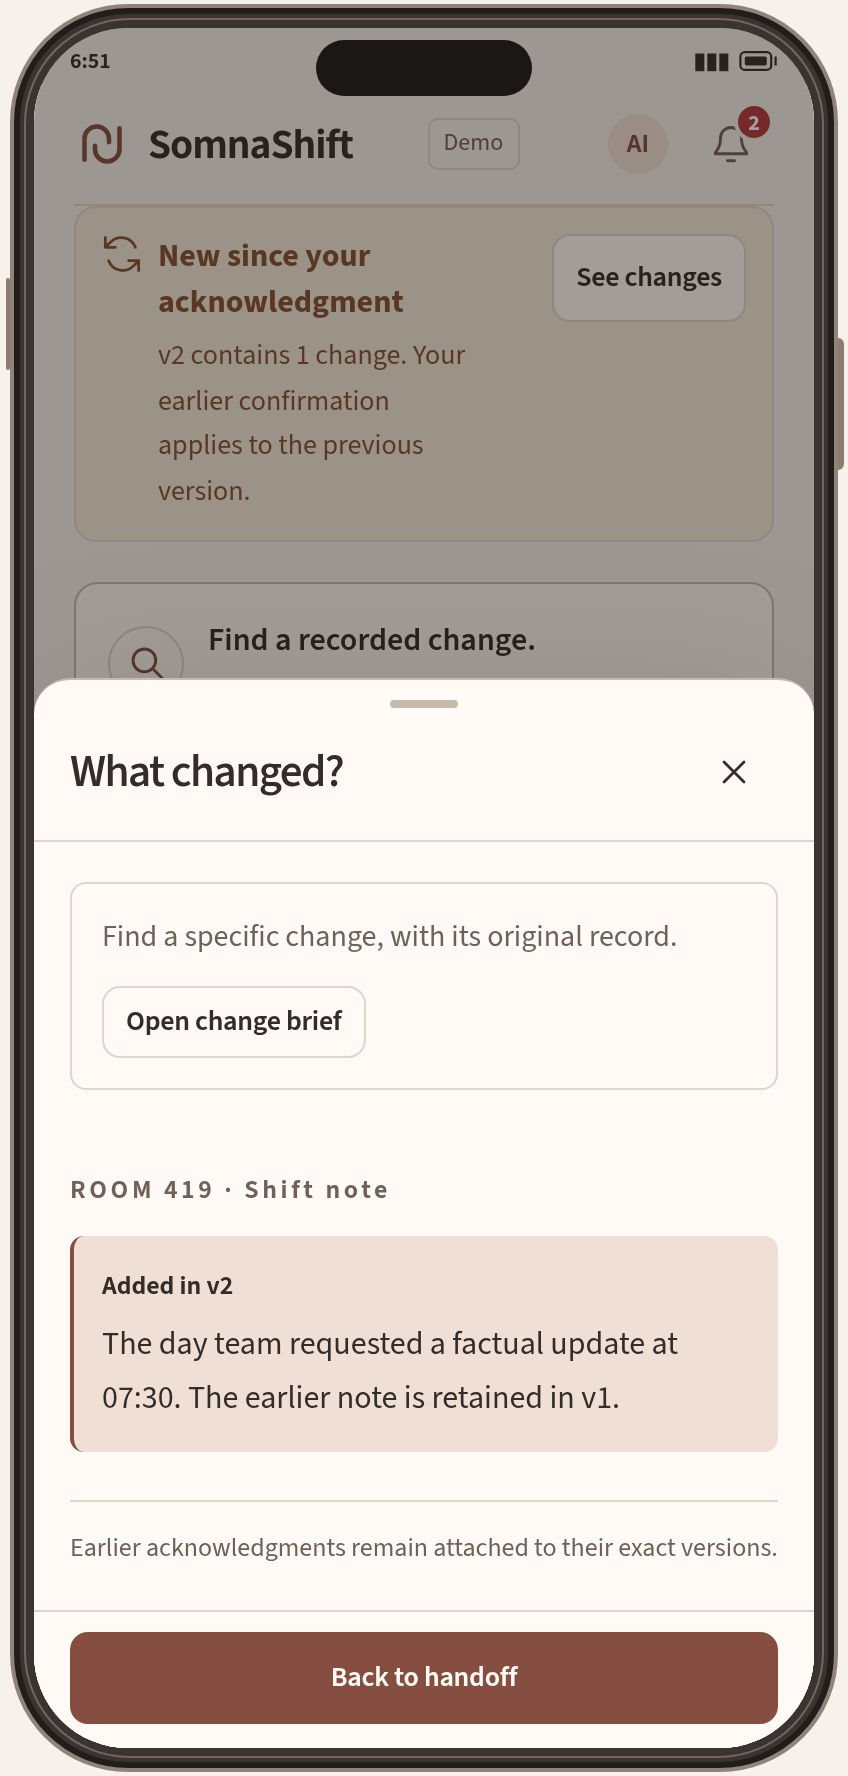 6:51
SomnaShift
Demo
AI
2
New since your
acknowledgment
See changes
v2 contains 1 change. Your
earlier confirmation
applies to the previous
version.
Find a recorded change.
What changed?
Find a specific change, with its original record.
Open change brief
ROOM 419 · Shift note
Added in v2
The day team requested a factual update at
07:30. The earlier note is retained in v1.
Earlier acknowledgments remain attached to their exact versions.
Back to handoff